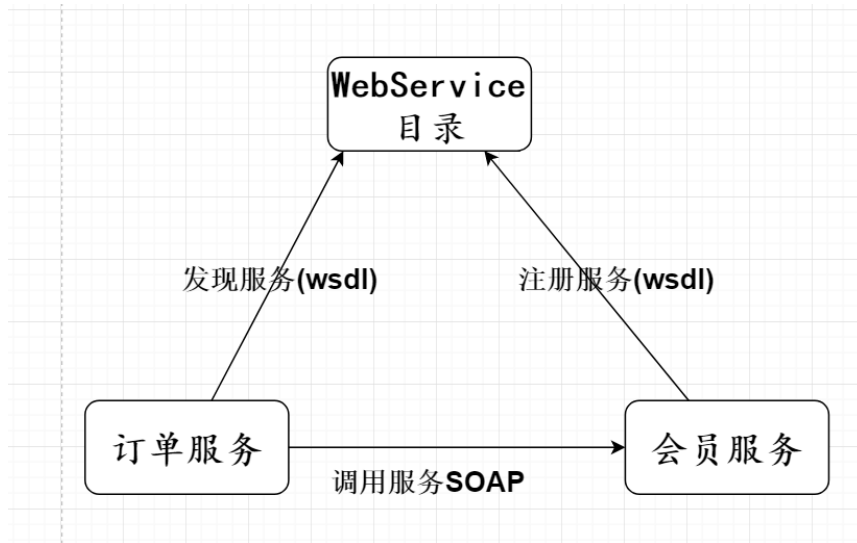 WebService
目录
发现服务(wsdl)
注册服务(wsdl)
订单服务
会员服务
调用服务SOAP